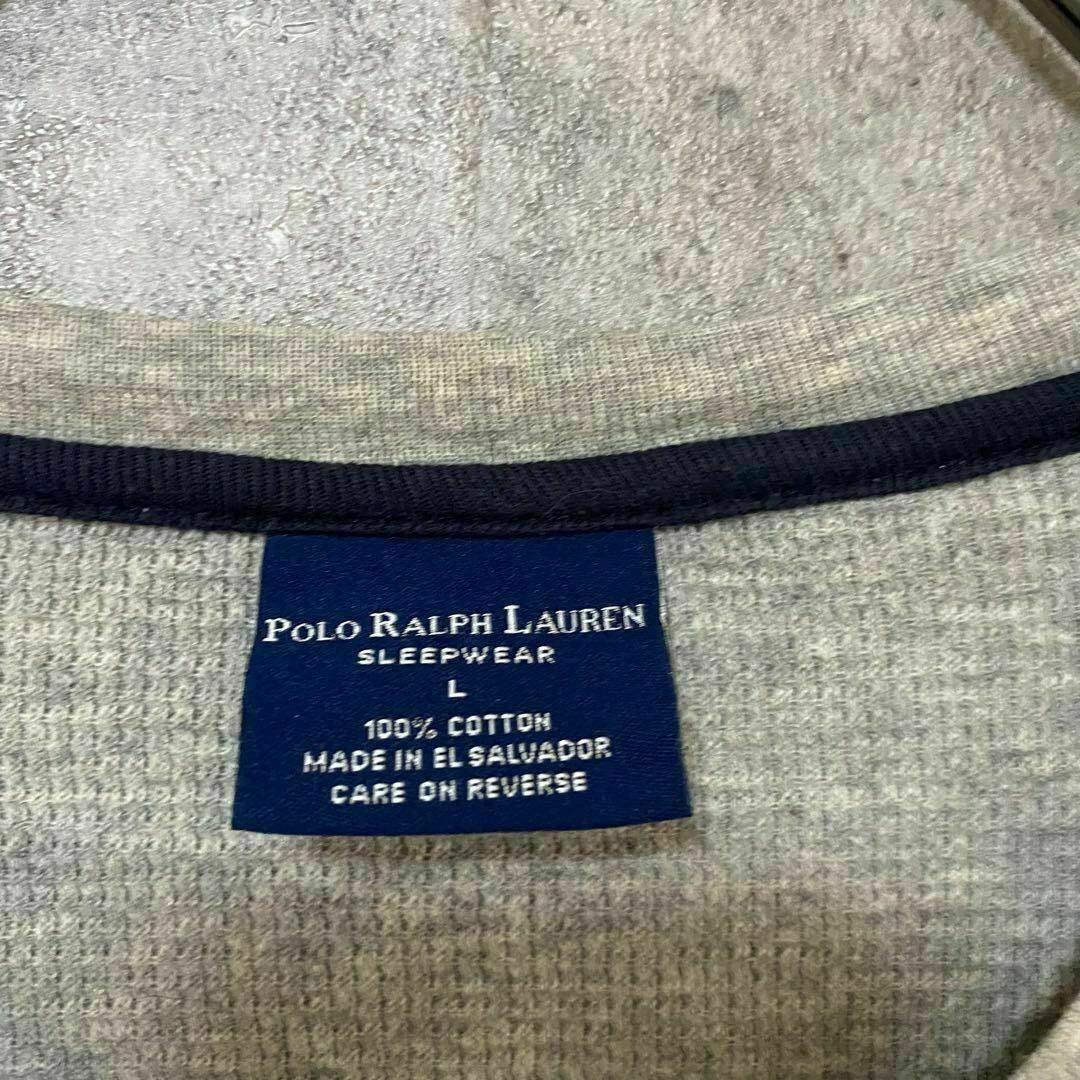 POLO RALPH LAUREN
SLEEPWEAR
L
100% COTTON
MADE IN EL SALVADOR
CARE ON REVERSE